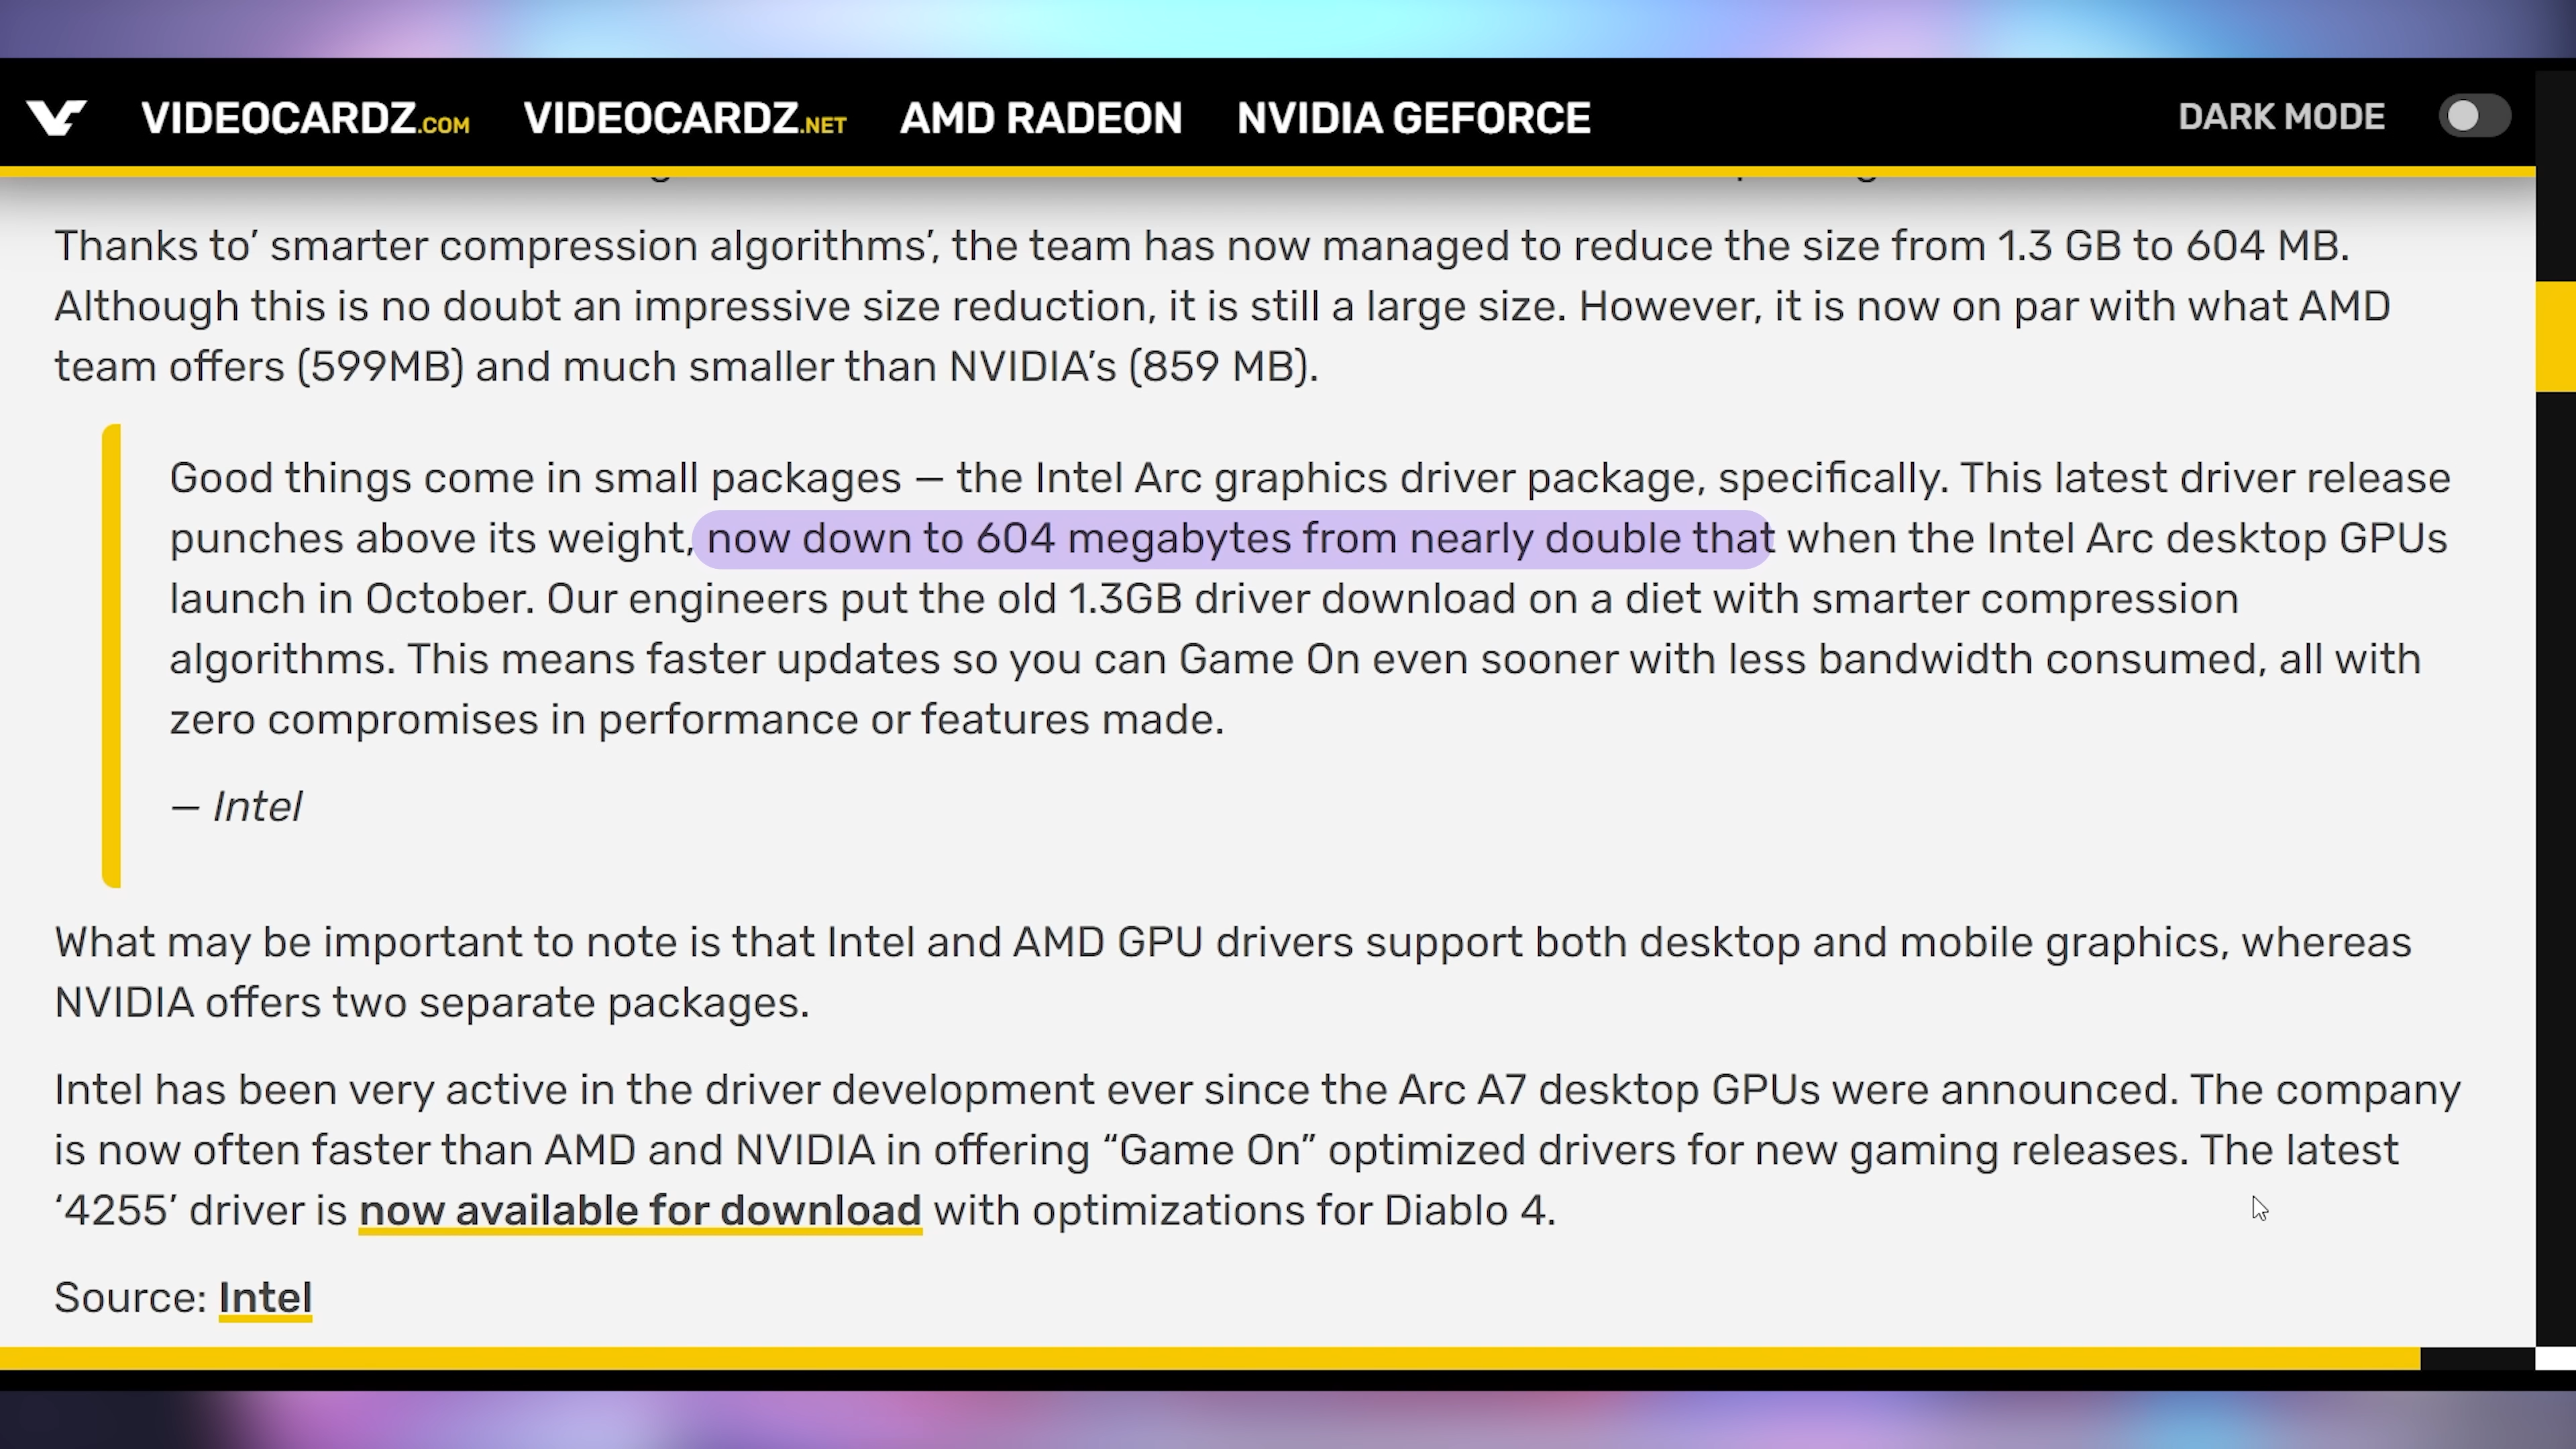 VIDEOCARDZ.COM VIDEOCARDZ.NET AMD RADEON NVIDIA GEFORCE DARK MODE
Thanks to’ smarter compression algorithms’, the team has now managed to reduce the size from 1.3 GB to 604 MB.
Although this is no doubt an impressive size reduction, it is still a large size. However, it is now on par with what AMD
team offers (599MB) and much smaller than NVIDIA’s (859 MB).
Good things come in small packages — the Intel Arc graphics driver package, specifically. This latest driver release
punches above its weight, now down to 604 megabytes from nearly double that when the Intel Arc desktop GPUs
launch in October. Our engineers put the old 1.3GB driver download on a diet with smarter compression
algorithms. This means faster updates so you can Game On even sooner with less bandwidth consumed, all with
zero compromises in performance or features made.
— Intel
What may be important to note is that Intel and AMD GPU drivers support both desktop and mobile graphics, whereas
NVIDIA offers two separate packages.
Intel has been very active in the driver development ever since the Arc A7 desktop GPUs were announced. The company
is now often faster than AMD and NVIDIA in offering “Game On” optimized drivers for new gaming releases. The latest
‘4255’ driver is now available for download with optimizations for Diablo 4.
Source: Intel